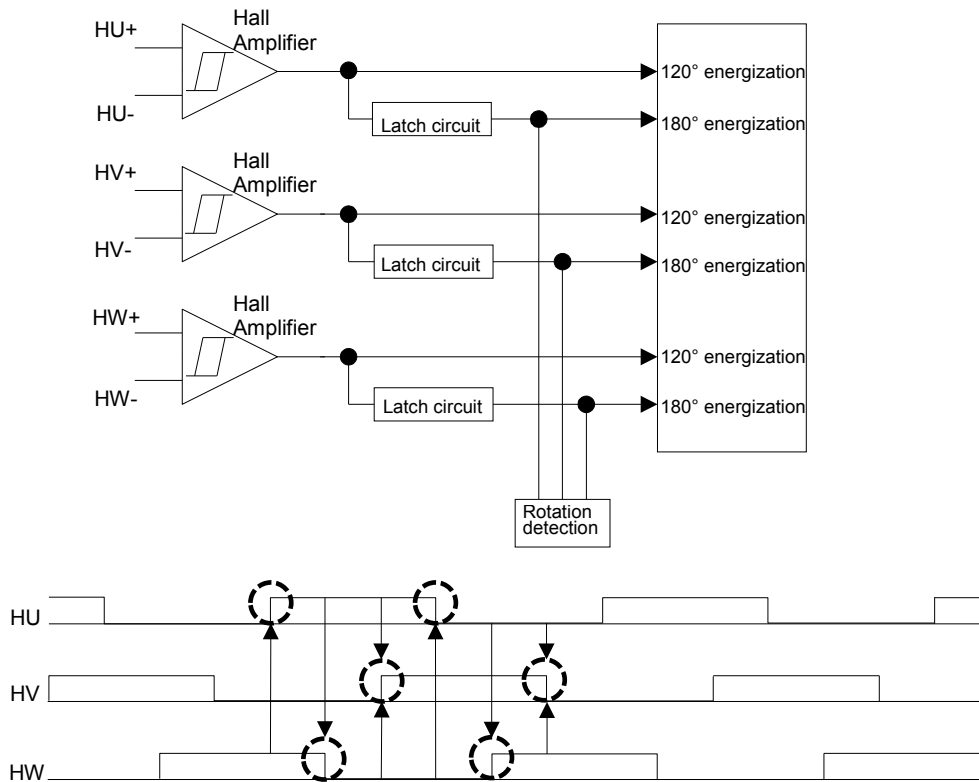 HU+
Hall
Amplifier
120° energization
HU-
Latch circuit
180° energization
HV+
Hall
Amplifier
120° energization
HV-
Latch circuit
180° energization
HW+
Hall
Amplifier
120° energization
HW-
Latch circuit
180° energization
Rotation
detection
HU
HV
HW